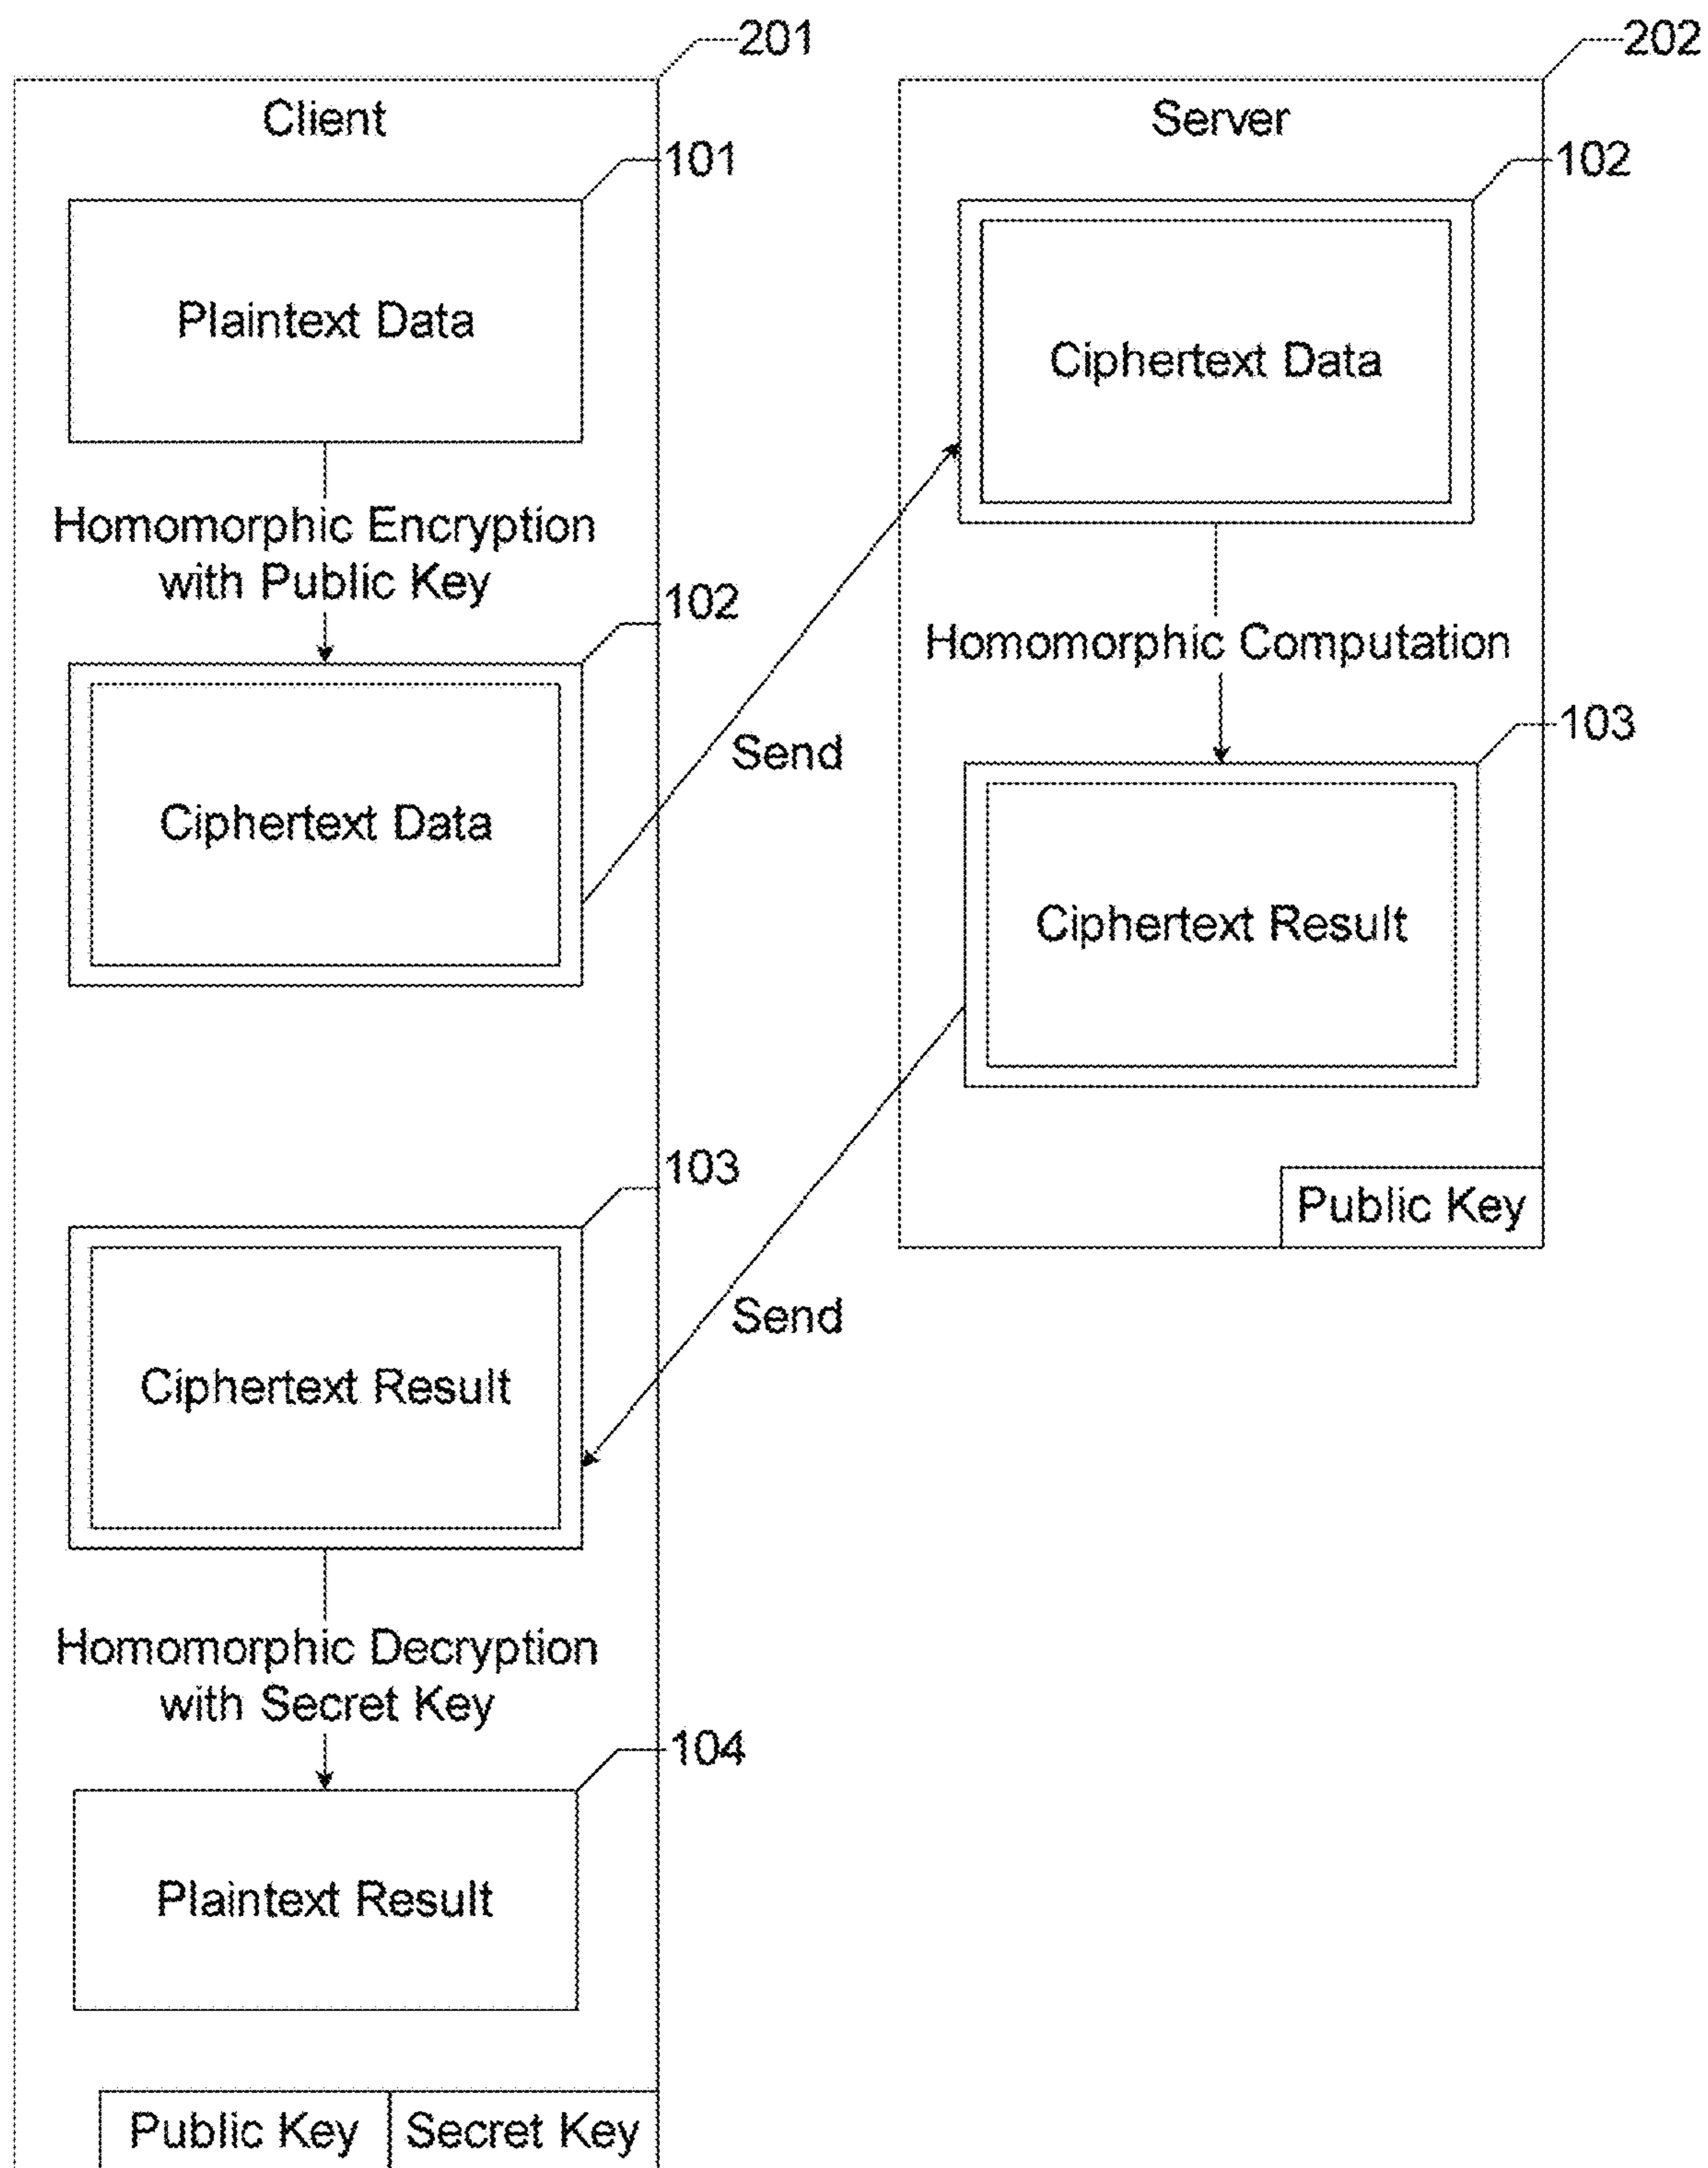 201
Client
101
Plaintext Data
Homomorphic Encryption
with Public Key
102
Ciphertext Data
Send
103
Ciphertext Result
Send
Homomorphic Decryption
with Secret Key
104
Plaintext Result
Public Key
Secret Key
202
Server
102
Ciphertext Data
Homomorphic Computation
103
Ciphertext Result
Public Key